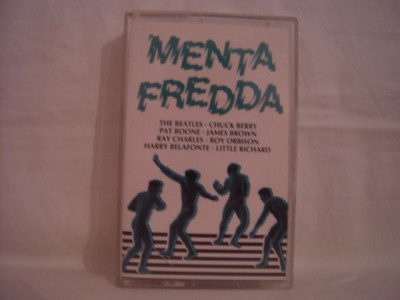 MENTA
FREDDA
THE BEATLES - CHUCK BERRY
PAT BOONE - JAMES BROWN
RAY CHARLES - ROY ORBISON
HARRY BELAFONTE - LITTLE RICHARD